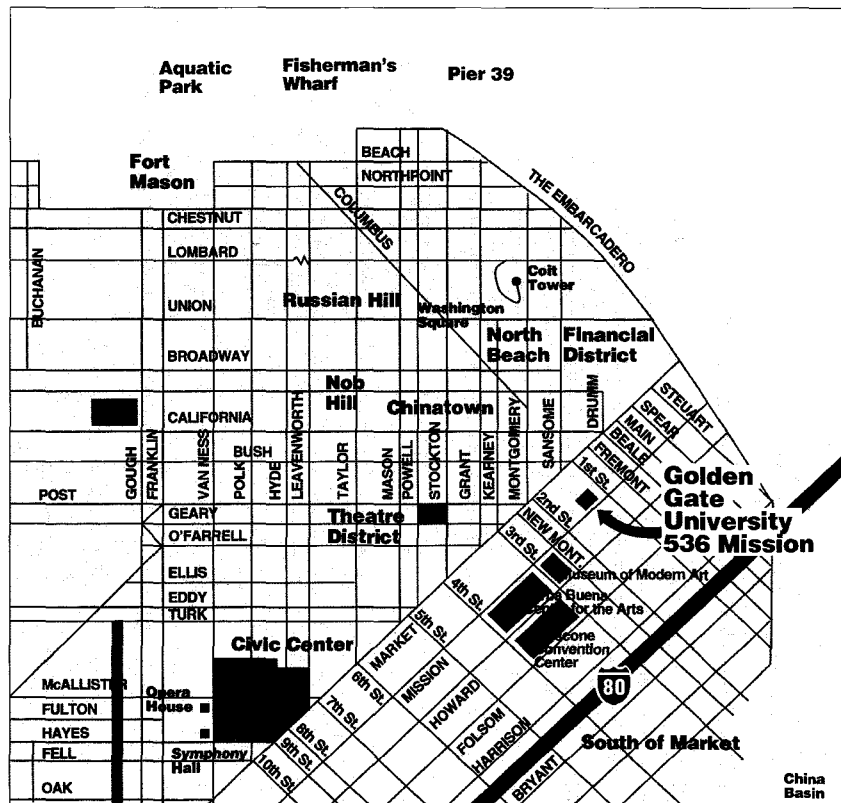 Aquatic
Park
Fisherman's
Wharf
Pier 39
Fort
Mason
BEACH
NORTHPOINT
COLUMBUS
THE EMBARCADERO
CHESTNUT
LOMBARD
BUCHANAN
UNION
BROADWAY
Russian Hill
Coit
Tower
Washington
Square
North
Beach
Financial
District
Nob
Hill
Chinatown
CALIFORNIA
BUSH
POST
GOUGH
FRANKLIN
VAN NESS
POLK
HYDE
LEAVENWORTH
TAYLOR
MASON
POWELL
STOCKTON
GRANT
KEARNEY
MONTGOMERY
SANSOME
DRUMM
STEUART
SPEAR
MAIN
BEALE
FREMONT
1st St.
2nd St.
NEW MONT.
3rd St.
4th St.
5th St.
6th St.
7th St.
8th St.
9th St.
10th St.
Golden
Gate
University
536 Mission
GEARY
O'FARRELL
ELLIS
EDDY
TURK
Theatre
District
Museum of Modern Art
Buena
for the Arts
Convention
Center
MARKET
MISSION
HOWARD
FOLSOM
HARRISON
BRYANT
80
South of Market
China
Basin
Civic Center
McALLISTER
FULTON
HAYES
FELL
OAK
Opera
House
Symphony
Hall